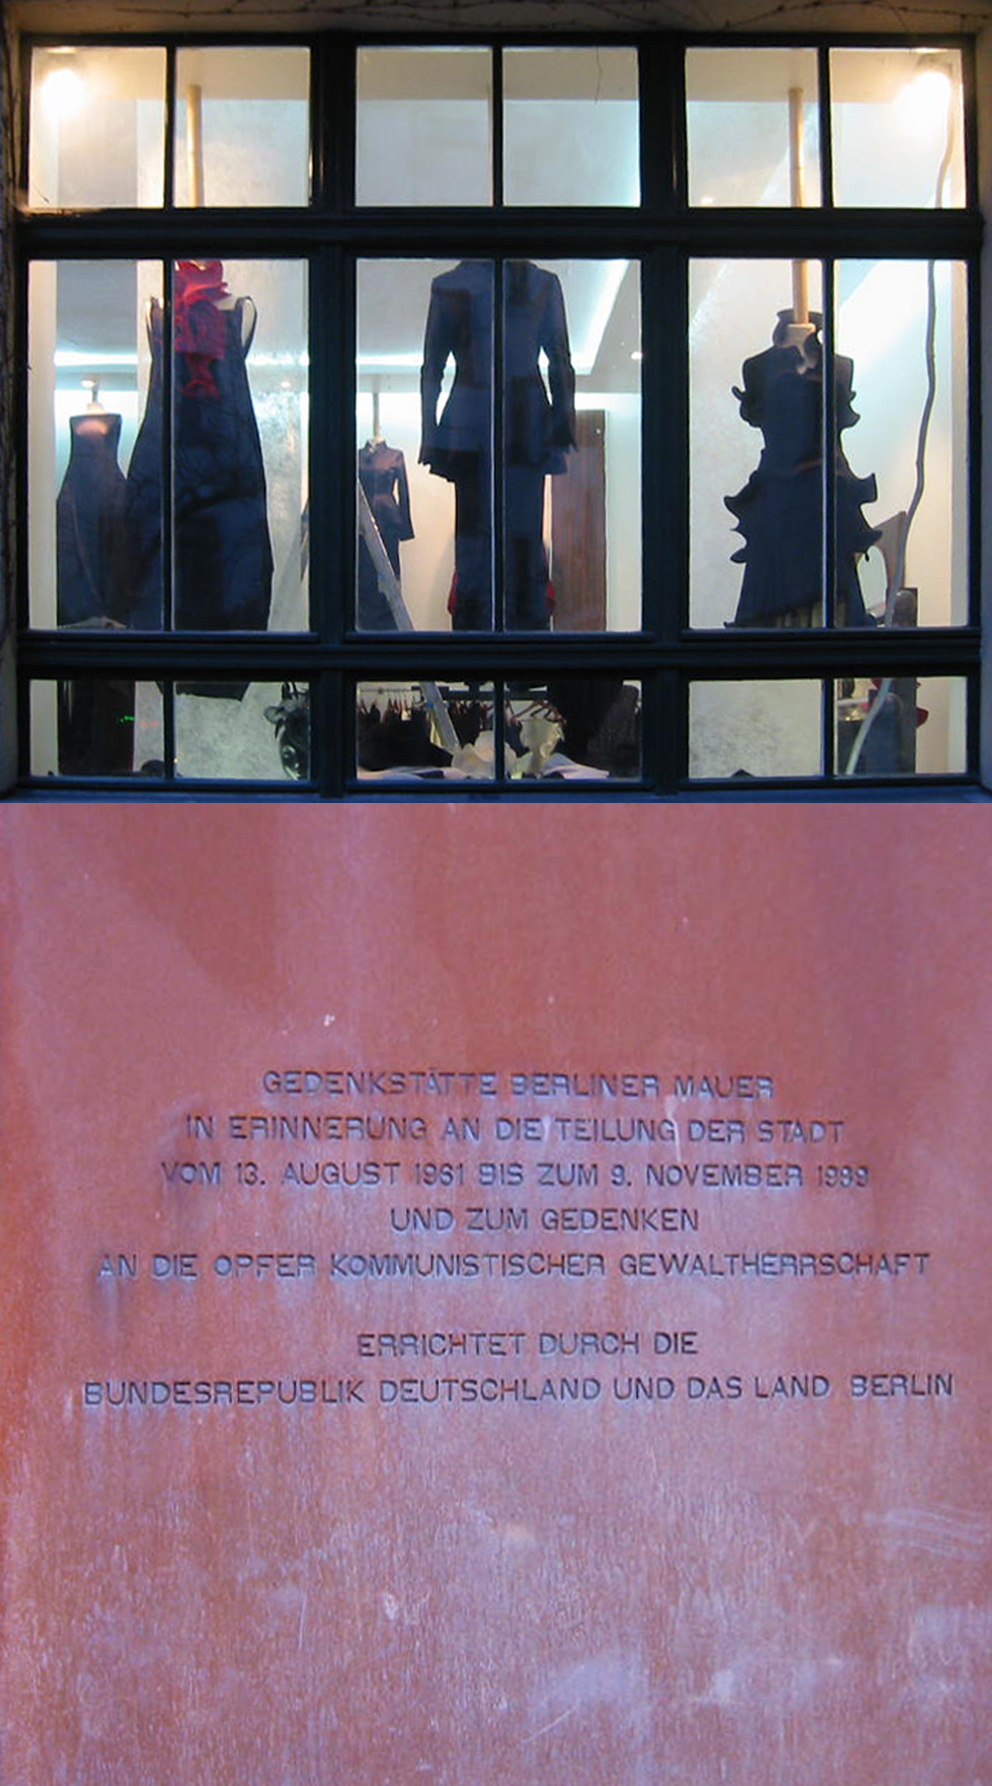 GEDENKSTÄTTE BERLINER MAUER
IN ERINNERUNG AN DIE TEILUNG DER STADT
VOM 13. AUGUST 1961 BIS ZUM 9. NOVEMBER 1989
UND ZUM GEDENKEN
AN DIE OPFER KOMMUNISTISCHER GEWALTHERRSCHAFT
ERRICHTET DURCH DIE
BUNDESREPUBLIK DEUTSCHLAND UND DAS LAND BERLIN